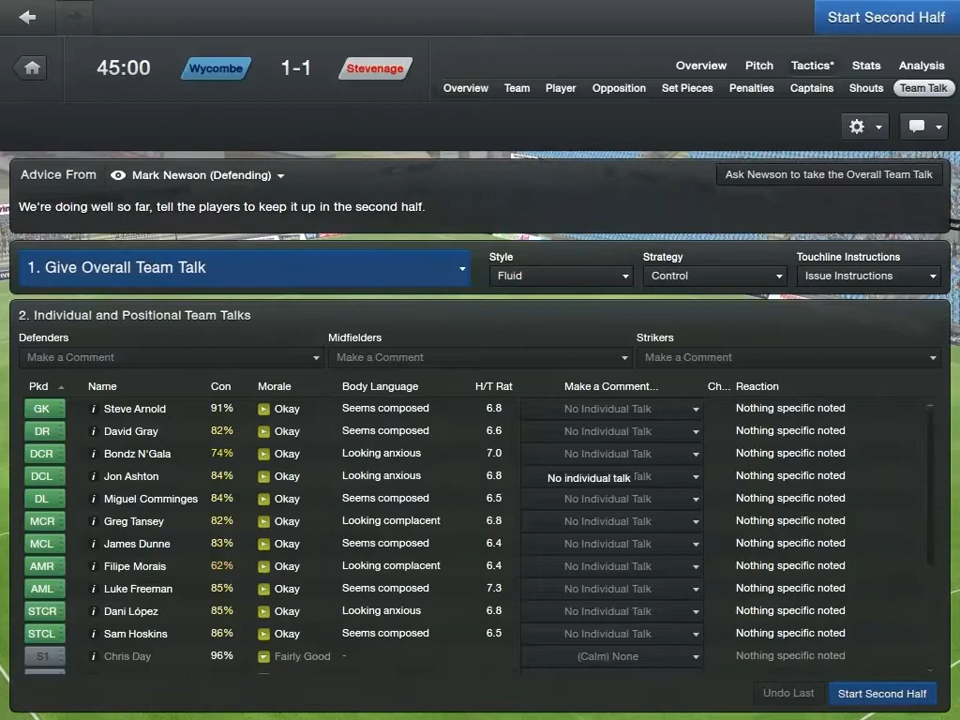 Start Second Half
45:00 Wycombe 1-1 Stevenage
Overview Pitch Tactics* Stats Analysis
Overview Team Player Opposition Set Pieces Penalties Captains Shouts Team Talk
Advice From Mark Newson (Defending) Ask Newson to take the Overall Team Talk
We're doing well so far, tell the players to keep it up in the second half.
1. Give Overall Team Talk
Style Strategy Touchline Instructions
Fluid Control Issue Instructions
2. Individual and Positional Team Talks
Defenders Midfielders Strikers
Make a Comment Make a Comment Make a Comment
Pkd Name Con Morale Body Language H/T Rat Make a Comment... Ch... Reaction
GK i Steve Arnold 91% Okay Seems composed 6.8 No Individual Talk Nothing specific noted
DR i David Gray 82% Okay Seems composed 6.6 No Individual Talk Nothing specific noted
DCR i Bondz N'Gala 74% Okay Looking anxious 7.0 No Individual Talk Nothing specific noted
DCL i Jon Ashton 84% Okay Looking anxious 6.8 No individual talk Talk Nothing specific noted
DL i Miguel Comminges 84% Okay Seems composed 6.5 No Individual Talk Nothing specific noted
MCR i Greg Tansey 82% Okay Looking complacent 6.8 No Individual Talk Nothing specific noted
MCL i James Dunne 83% Okay Seems composed 6.4 No Individual Talk Nothing specific noted
AMR i Filipe Morais 62% Okay Looking complacent 6.4 No Individual Talk Nothing specific noted
AML i Luke Freeman 85% Okay Seems composed 7.3 No Individual Talk Nothing specific noted
STCR i Dani López 85% Okay Looking anxious 6.8 No Individual Talk Nothing specific noted
STCL i Sam Hoskins 86% Okay Seems composed 6.5 No Individual Talk Nothing specific noted
S1 i Chris Day 96% Fairly Good - (Calm) None Nothing specific noted
Undo Last Start Second Half